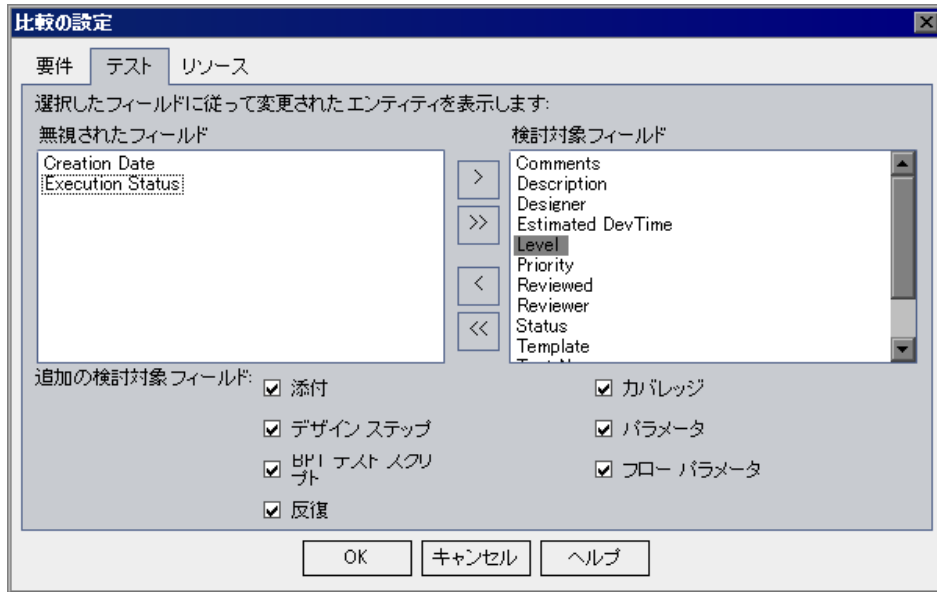 比較の設定
要件 テスト リソース
選択したフィールドに従って変更されたエンティティを表示します:
無視されたフィールド
Creation Date
Execution Status
>
>>
<
<<
検討対象フィールド
Comments
Description
Designer
Estimated DevTime
Level
Priority
Reviewed
Reviewer
Status
Template
追加の検討対象フィールド:
添付
カバレッジ
デザイン ステップ
パラメータ
BPT テスト スクリ
プト
フロー パラメータ
反復
OK キャンセル ヘルプ